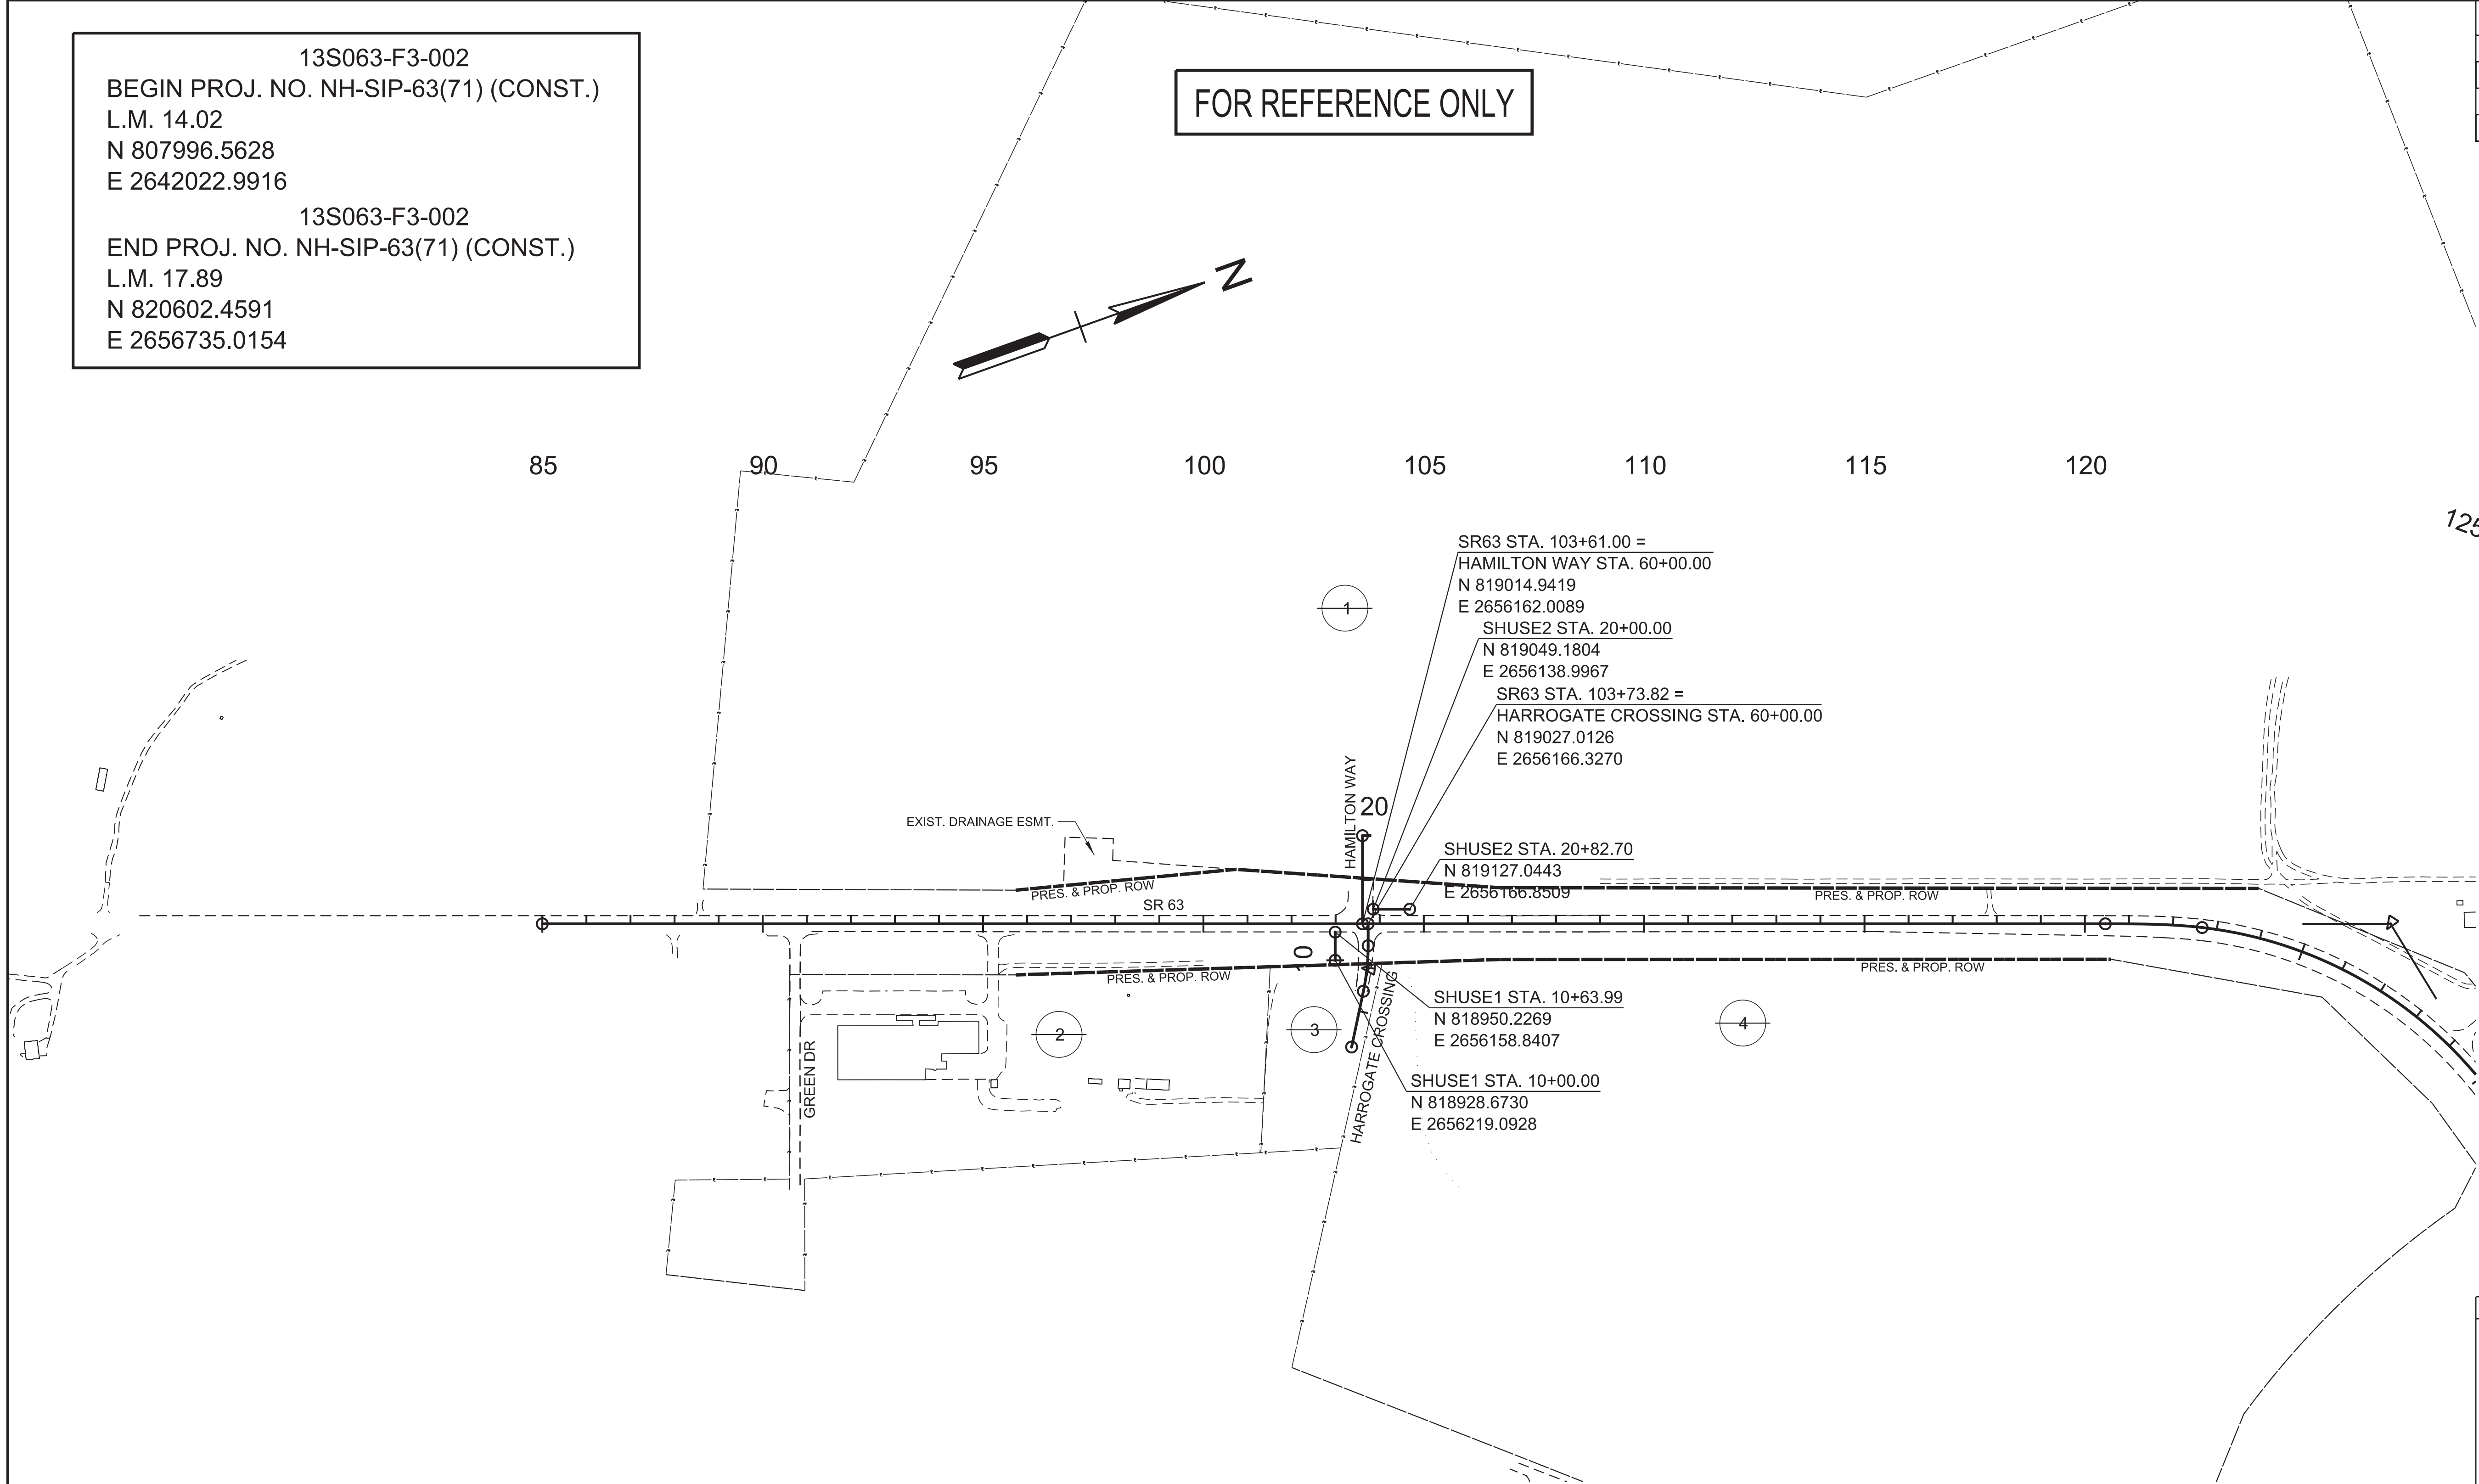 13S063-F3-002
BEGIN PROJ. NO. NH-SIP-63(71) (CONST.)
L.M. 14.02
N 807996.5628
E 2642022.9916
13S063-F3-002
END PROJ. NO. NH-SIP-63(71) (CONST.)
L.M. 17.89
N 820602.4591
E 2656735.0154
FOR REFERENCE ONLY
N
85
90
95
100
105
110
115
120
125
SR63 STA. 103+61.00 =
HAMILTON WAY STA. 60+00.00
N 819014.9419
E 2656162.0089
1
SHUSE2 STA. 20+00.00
N 819049.1804
E 2656138.9967
SR63 STA. 103+73.82 =
HARROGATE CROSSING STA. 60+00.00
N 819027.0126
E 2656166.3270
HAMILTON WAY
20
EXIST. DRAINAGE ESMT.
SHUSE2 STA. 20+82.70
N 819127.0443
E 2656166.8509
PRES. & PROP. ROW
SR 63
PRES. & PROP. ROW
10
PRES. & PROP. ROW
PRES. & PROP. ROW
SHUSE1 STA. 10+63.99
N 818950.2269
E 2656158.8407
2
3
4
GREEN DR
HARROGATE CROSSING
SHUSE1 STA. 10+00.00
N 818928.6730
E 2656219.0928